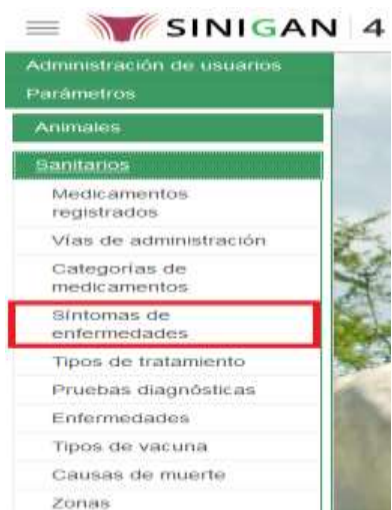 SINIGAN 4
Administración de usuarios
Parámetros
Animales
Sanitarios
Medicamentos
registrados
Vías de administración
Categorías de
medicamentos
Síntomas de
enfermedades
Tipos de tratamiento
Pruebas diagnósticas
Enfermedades
Tipos de vacuna
Causas de muerte
Zonas